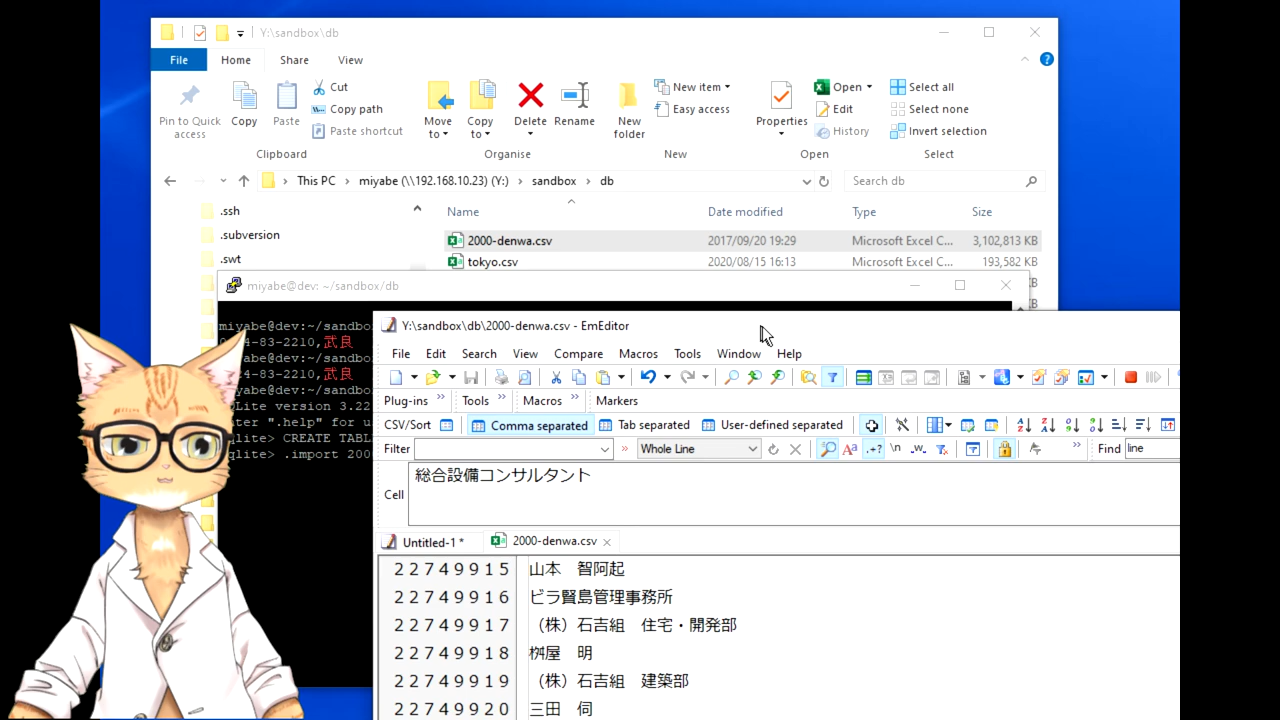 Y:\sandbox\db
File Home Share View
Pin to Quick access
Copy
Paste
Cut
Copy path
Paste shortcut
Move to
Copy to
Delete
Rename
New folder
New item
Easy access
Properties
Open
Edit
History
Select all
Select none
Invert selection
Clipboard Organise New Open Select
This PC miyabe (\\192.168.10.23) (Y:) sandbox db
Search db
.ssh
.subversion
.swt
Name Date modified Type Size
2000-denwa.csv 2017/09/20 19:29 Microsoft Excel C... 3,102,813 KB
tokyo.csv 2020/08/15 16:13 Microsoft Excel C... 193,582 KB
miyabe@dev: ~/sandbox/db
miyabe@dev:~/sandbo
4-83-2210,武良
yabe@dev:~/sandbo
4-83-2210,武良
yabe@dev:~/sandbo
Lite version 3.22
ter ".help" for u
qlite> CREATE TABL
qlite> .import 200
Y:\sandbox\db\2000-denwa.csv - EmEditor
File Edit Search View Compare Macros Tools Window Help
Plug-ins Tools Macros Markers
CSV/Sort Comma separated Tab separated User-defined separated
Filter Whole Line Find line
Cell 総合設備コンサルタント
Untitled-1 * 2000-denwa.csv
22749915 山本　智阿起
22749916 ビラ賢島管理事務所
22749917 （株）石吉組　住宅・開発部
22749918 桝屋　明
22749919 （株）石吉組　建築部
22749920 三田　伺